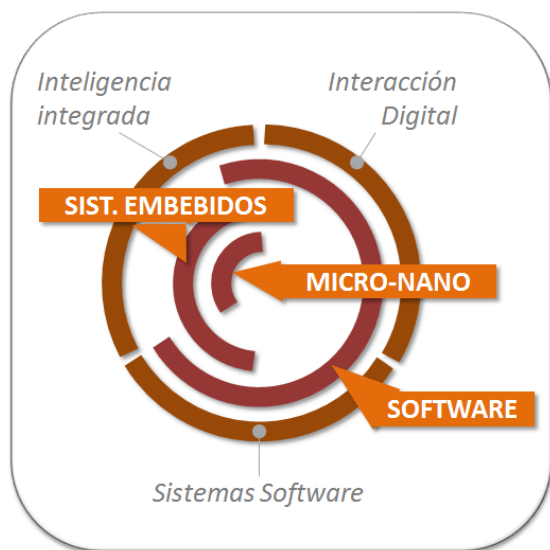 Inteligencia
integrada
Interacción
Digital
SIST. EMBEBIDOS
MICRO-NANO
SOFTWARE
Sistemas Software